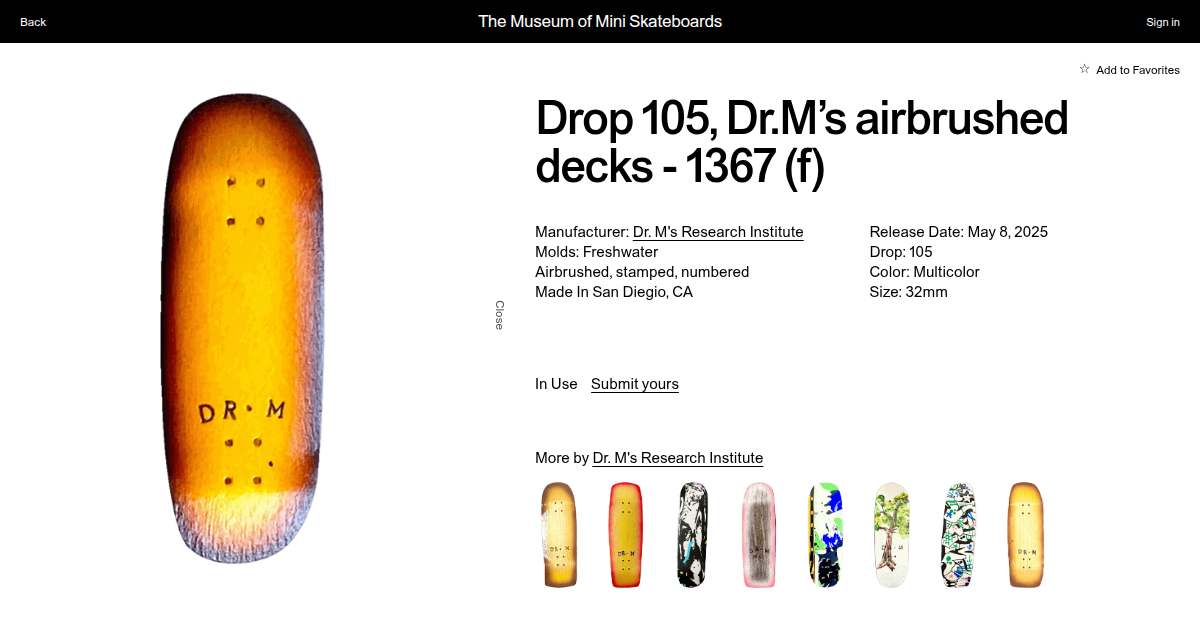 Back
The Museum of Mini Skateboards
Sign in
☆ Add to Favorites
Drop 105, Dr.M’s airbrushed
decks - 1367 (f)
Manufacturer: Dr. M's Research Institute
Molds: Freshwater
Airbrushed, stamped, numbered
Made In San Diegio, CA
Release Date: May 8, 2025
Drop: 105
Color: Multicolor
Size: 32mm
DR·M
Close
In Use Submit yours
More by Dr. M's Research Institute
DR·M